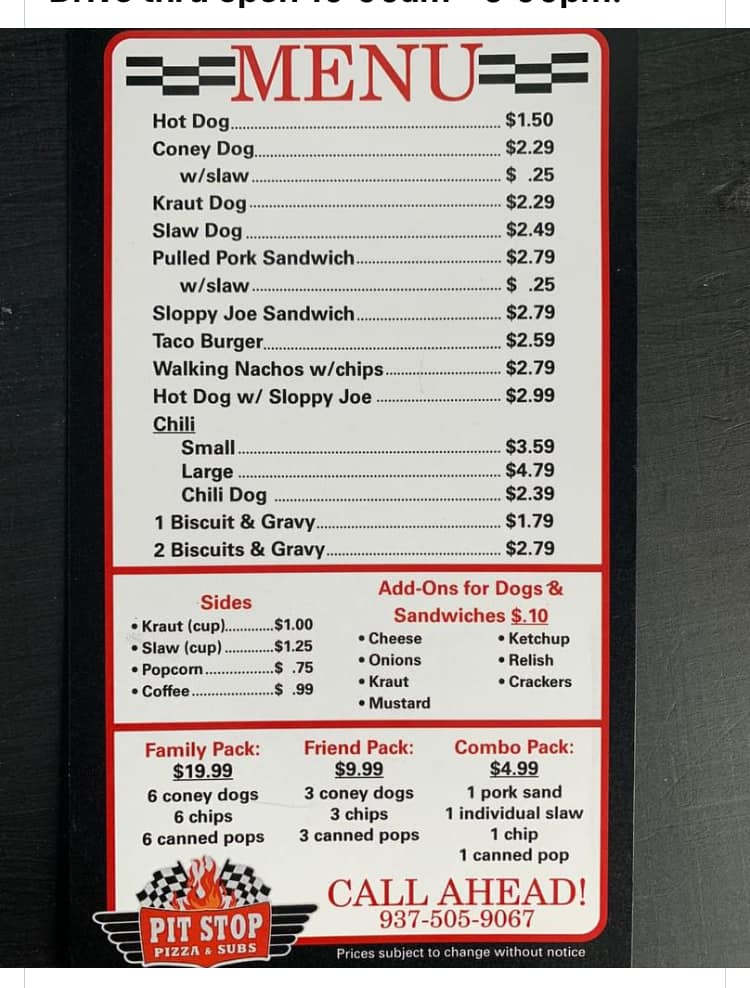 MENU
Hot Dog $1.50
Coney Dog $2.29
w/slaw $ .25
Kraut Dog $2.29
Slaw Dog $2.49
Pulled Pork Sandwich $2.79
w/slaw $ .25
Sloppy Joe Sandwich $2.79
Taco Burger $2.59
Walking Nachos w/chips $2.79
Hot Dog w/ Sloppy Joe $2.99
Chili
Small $3.59
Large $4.79
Chili Dog $2.39
1 Biscuit & Gravy $1.79
2 Biscuits & Gravy $2.79
Sides
• Kraut (cup) $1.00
• Slaw (cup) $1.25
• Popcorn $ .75
• Coffee $ .99
Add-Ons for Dogs &
Sandwiches $.10
• Cheese
• Onions
• Kraut
• Mustard
• Ketchup
• Relish
• Crackers
Family Pack:
$19.99
6 coney dogs
6 chips
6 canned pops
Friend Pack:
$9.99
3 coney dogs
3 chips
3 canned pops
Combo Pack:
$4.99
1 pork sand
1 individual slaw
1 chip
1 canned pop
PIT STOP
PIZZA & SUBS
CALL AHEAD!
937-505-9067
Prices subject to change without notice